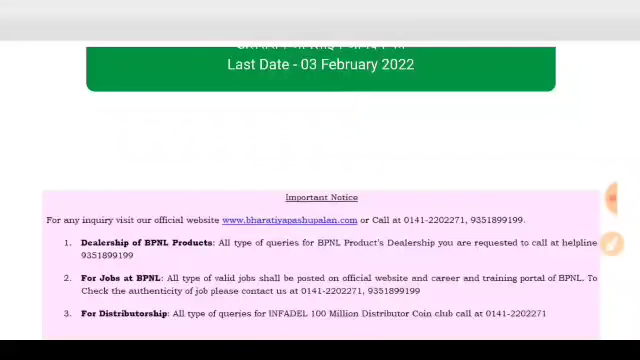 Last Date - 03 February 2022
Important Notice
For any inquiry visit our official website www.bharatiyapashupalan.com or Call at 0141-2202271, 9351899199.
1. Dealership of BPNL Products: All type of queries for BPNL Product's Dealership you are requested to call at helpline
9351899199
2. For Jobs at BPNL: All type of valid jobs shall be posted on official website and career and training portal of BPNL. To
Check the authenticity of job please contact us at 0141-2202271, 9351899199
3. For Distributorship: All type of queries for INFADEL 100 Million Distributor Coin club call at 0141-2202271